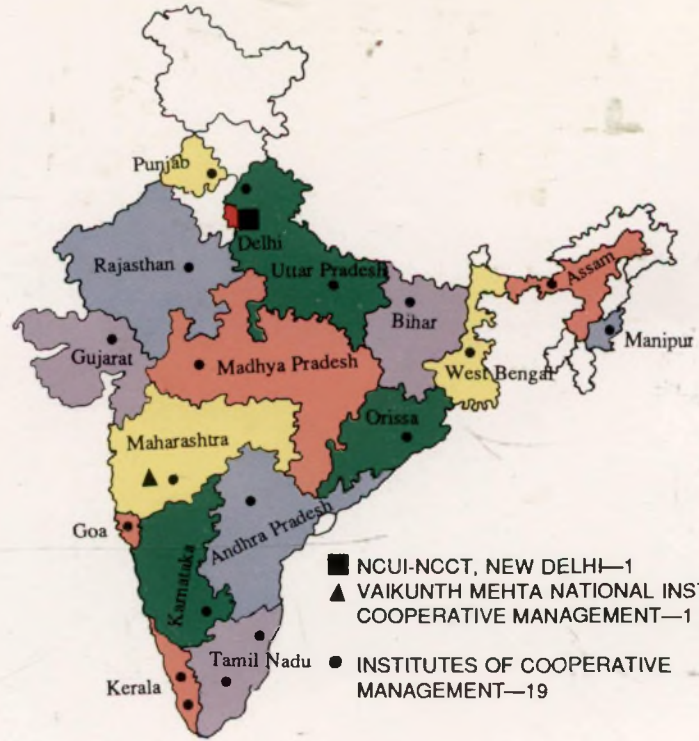 Punjab
Delhi
Rajasthan
Uttar Pradesh
Assam
Bihar
Manipur
Gujarat
Madhya Pradesh
West Bengal
Orissa
Maharashtra
Goa
Andhra Pradesh
Karnataka
Tamil Nadu
Kerala
■ NCUI-NCCT, NEW DELHI—1
▲ VAIKUNTH MEHTA NATIONAL INST
COOPERATIVE MANAGEMENT—1
● INSTITUTES OF COOPERATIVE
MANAGEMENT—19